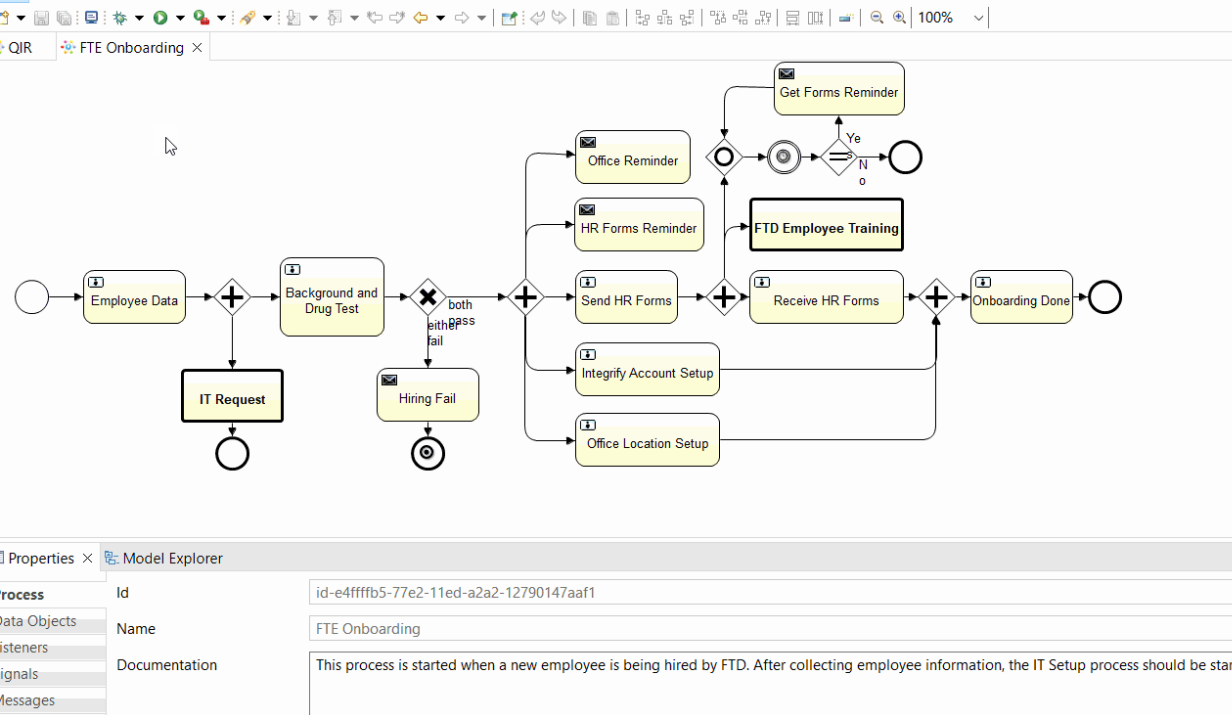 100%
QIR
FTE Onboarding
Get Forms Reminder
Office Reminder
Yes
No
HR Forms Reminder
FTD Employee Training
Employee Data
Background and
Drug Test
both
pass
either
fail
Send HR Forms
Receive HR Forms
Onboarding Done
Integrify Account Setup
IT Request
Hiring Fail
Office Location Setup
Properties
Model Explorer
rocess
Id
id-e4ffffb5-77e2-11ed-a2a2-12790147aaf1
Data Objects
Name
FTE Onboarding
isteners
Documentation
This process is started when a new employee is being hired by FTD. After collecting employee information, the IT Setup process should be star
ignals
Messages